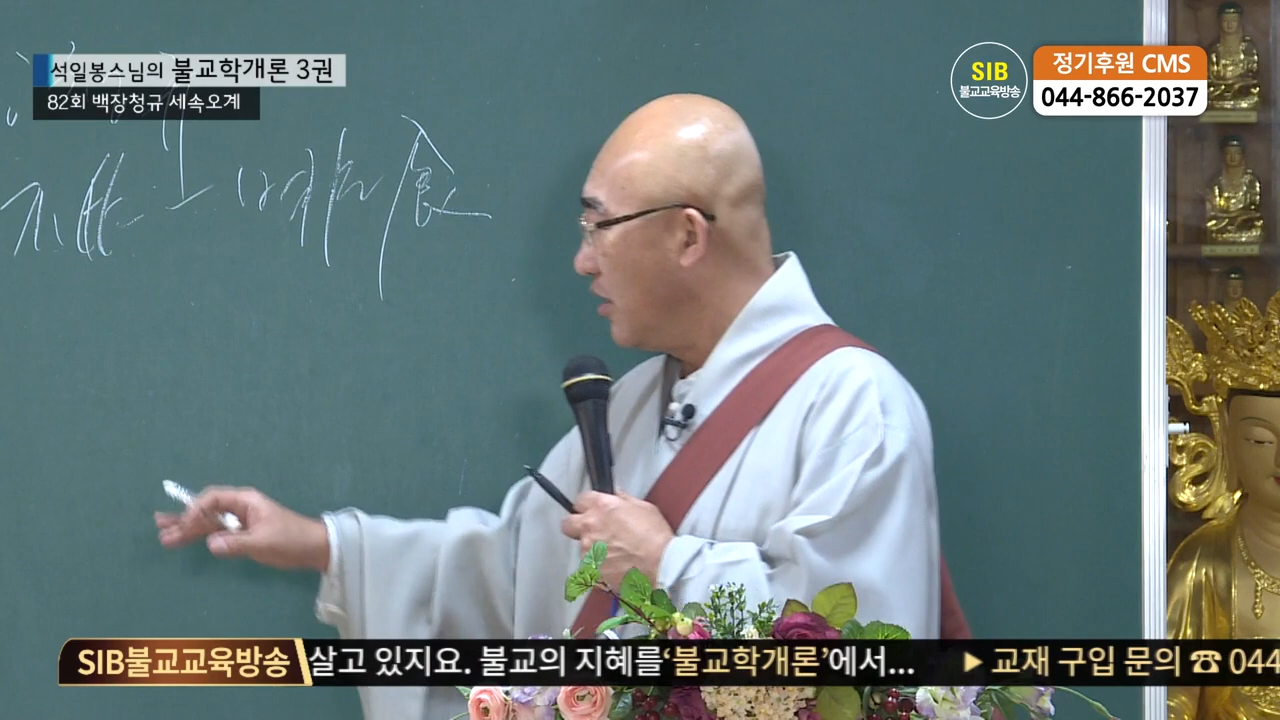 석일봉스님의 불교학개론 3권
82회 백장청규 세속오계
SIB
불교교육방송
정기후원 CMS
044-866-2037
食
SIB불교교육방송 살고 있지요. 불교의 지혜를 '불교학개론'에서... ▶ 교재 구입 문의 ☎ 044